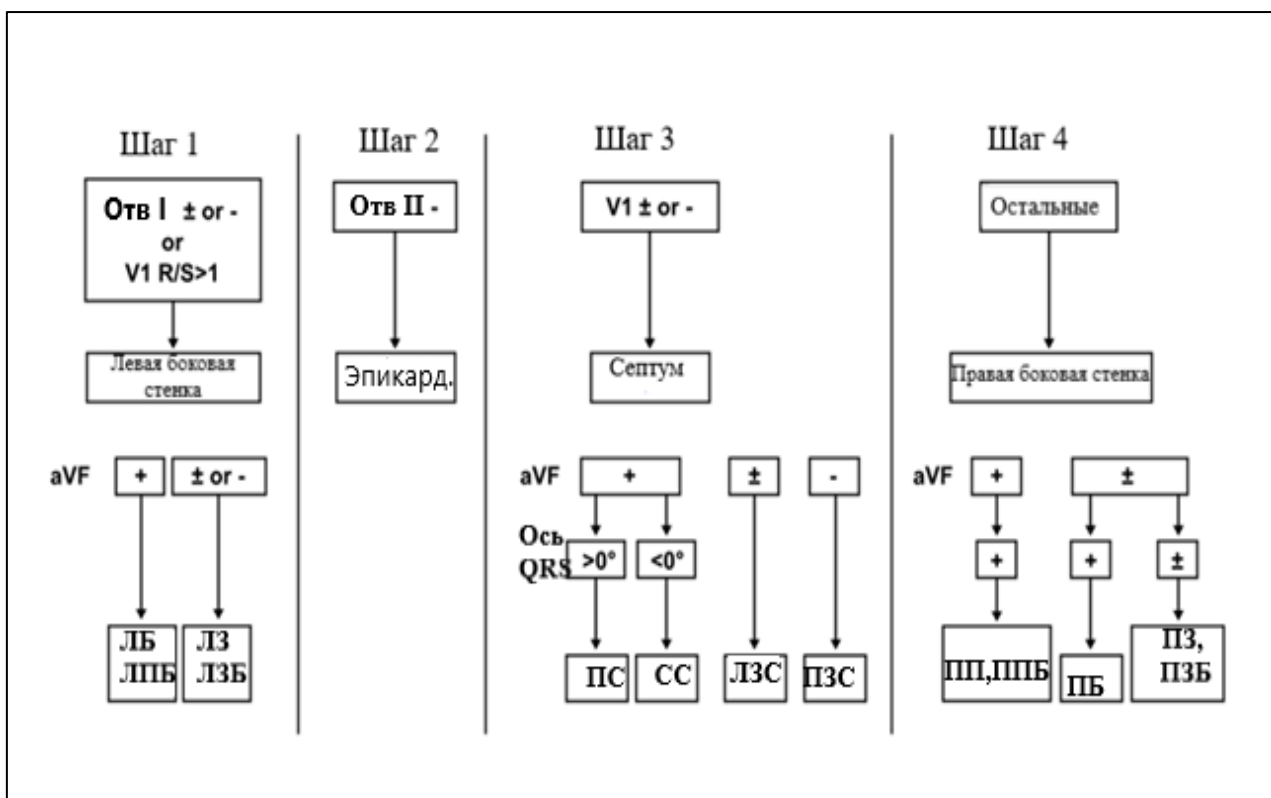 Шаг 1
Отв I ± or -
or
V1 R/S>1
Левая боковая
стенка
aVF + ± or -
ЛБ
ЛПБ
ЛЗ
ЛЗБ
Шаг 2
Отв II -
Эпикард.
Шаг 3
V1 ± or -
Септум
aVF + ± -
Ось
QRS >0° <0°
ПС СС ЛЗС ПЗС
Шаг 4
Остальные
Правая боковая стенка
aVF + ±
+ + ±
ПП,ППБ
ПБ
ПЗ,
ПЗБ